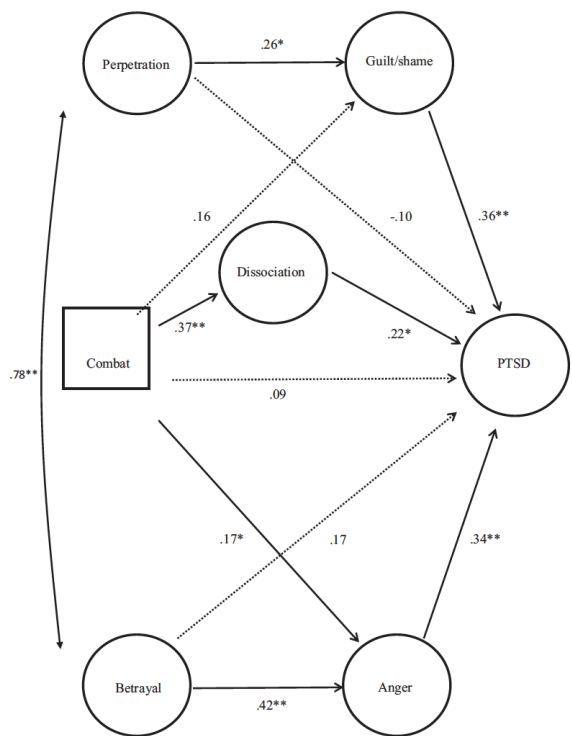 .26*
Perpetration
Guilt/shame
.16
-.10
.36**
Dissociation
.37**
.22*
Combat
PTSD
.78**
.09
.17*
.17
.34**
Betrayal
Anger
.42**